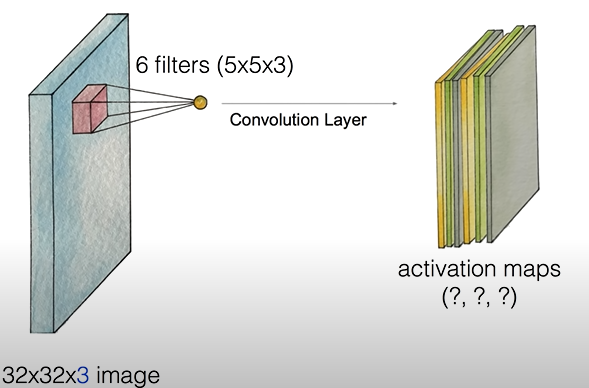 6 filters (5x5x3)
Convolution Layer
activation maps
(?, ?, ?)
32x32x3 image